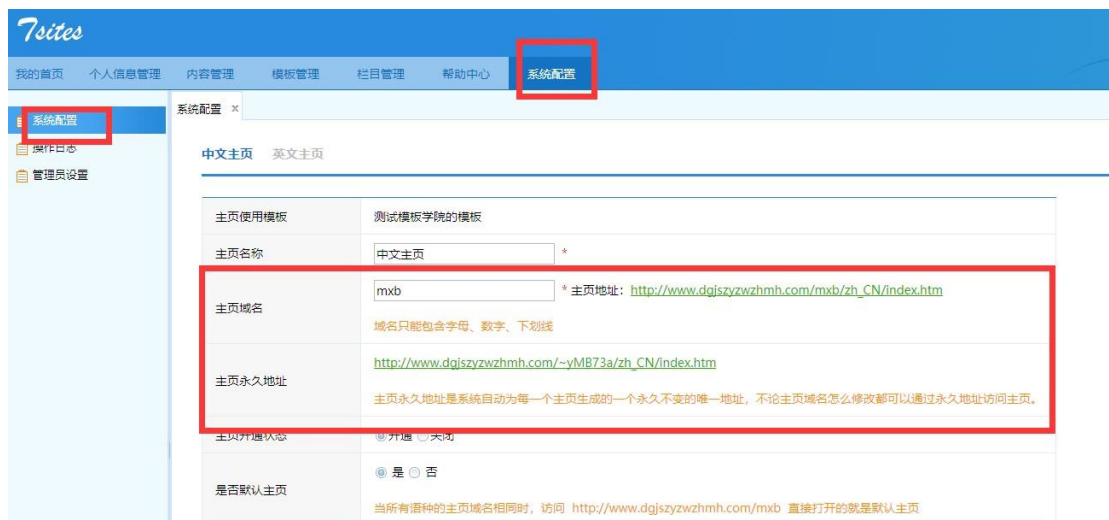 Tsites
我的首页 个人信息管理 内容管理 模板管理 栏目管理 帮助中心 系统配置
系统配置
操作日志
管理员设置
系统配置 ×
中文主页 英文主页
主页使用模板 测试模板学院的模板
主页名称 中文主页 *
主页域名 mxb * 主页地址：http://www.dgjszyzwzhmh.com/mxb/zh_CN/index.htm
域名只能包含字母、数字、下划线
主页永久地址 http://www.dgjszyzwzhmh.com/~yMB73a/zh_CN/index.htm
主页永久地址是系统自动为每一个主页生成的一个永久不变的唯一地址，不论主页域名怎么修改都可以通过永久地址访问主页。
主页开通状态 开通 关闭
是否默认主页 是 否
当所有语种的主页域名相同时，访问 http://www.dgjszyzwzhmh.com/mxb 直接打开的就是默认主页